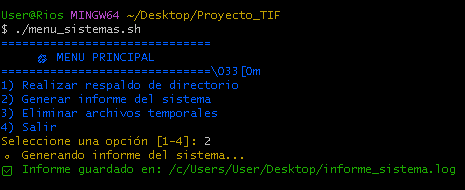 User@Rios MINGW64 ~/Desktop/Proyecto_TIF
$ ./menu_sistemas.sh
==============================
MENU PRINCIPAL
==============================\033[0m
1) Realizar respaldo de directorio
2) Generar informe del sistema
3) Eliminar archivos temporales
4) Salir
Seleccione una opción [1-4]: 2
Generando informe del sistema...
Informe guardado en: /c/Users/User/Desktop/informe_sistema.log